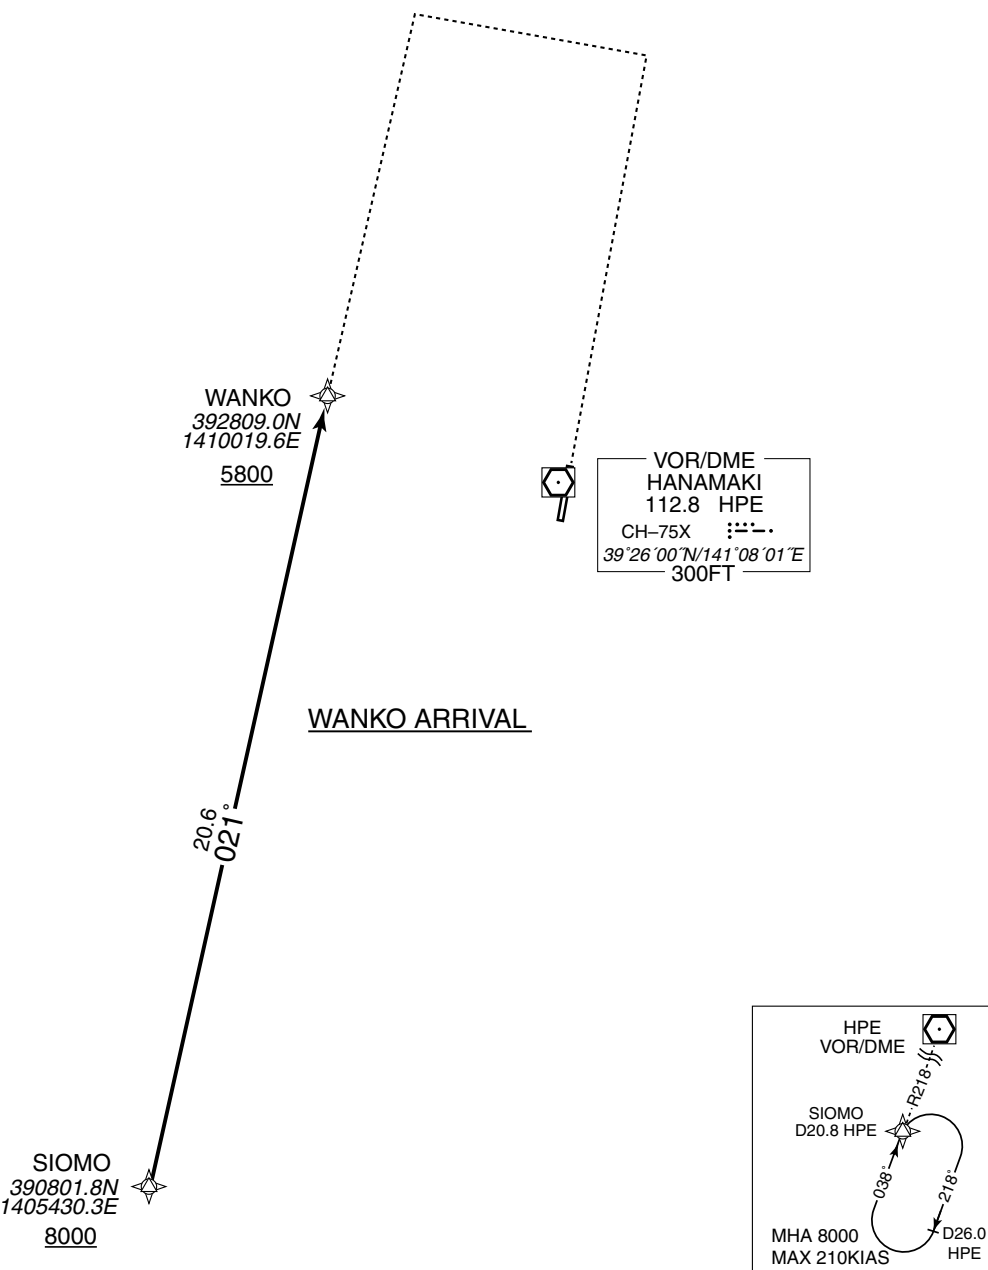 WANKO
392809.0N
1410019.6E
5800
VOR/DME
HANAMAKI
112.8 HPE
CH–75X
39°26´00˝N/141°08´01˝E
300FT
WANKO ARRIVAL
20.6
021°
SIOMO
390801.8N
1405430.3E
8000
HPE
VOR/DME
R218
SIOMO
D20.8 HPE
038°
218°
D26.0
HPE
MHA 8000
MAX 210KIAS